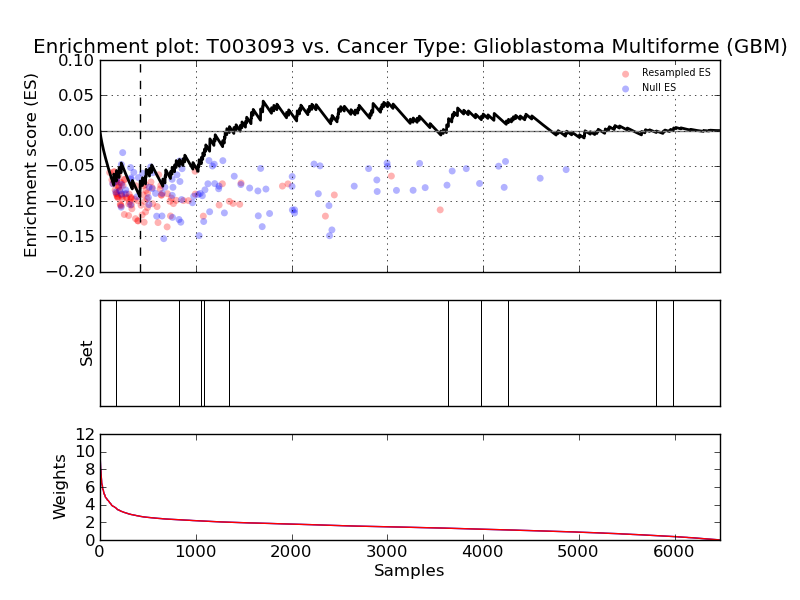 Enrichment plot: T003093 vs. Cancer Type: Glioblastoma Multiforme (GBM)
Enrichment score (ES)
0.10
0.05
0.00
−0.05
−0.10
−0.15
−0.20
Resampled ES
Null ES
Set
Weights
12
10
8
6
4
2
0
0 1000 2000 3000 4000 5000 6000
Samples